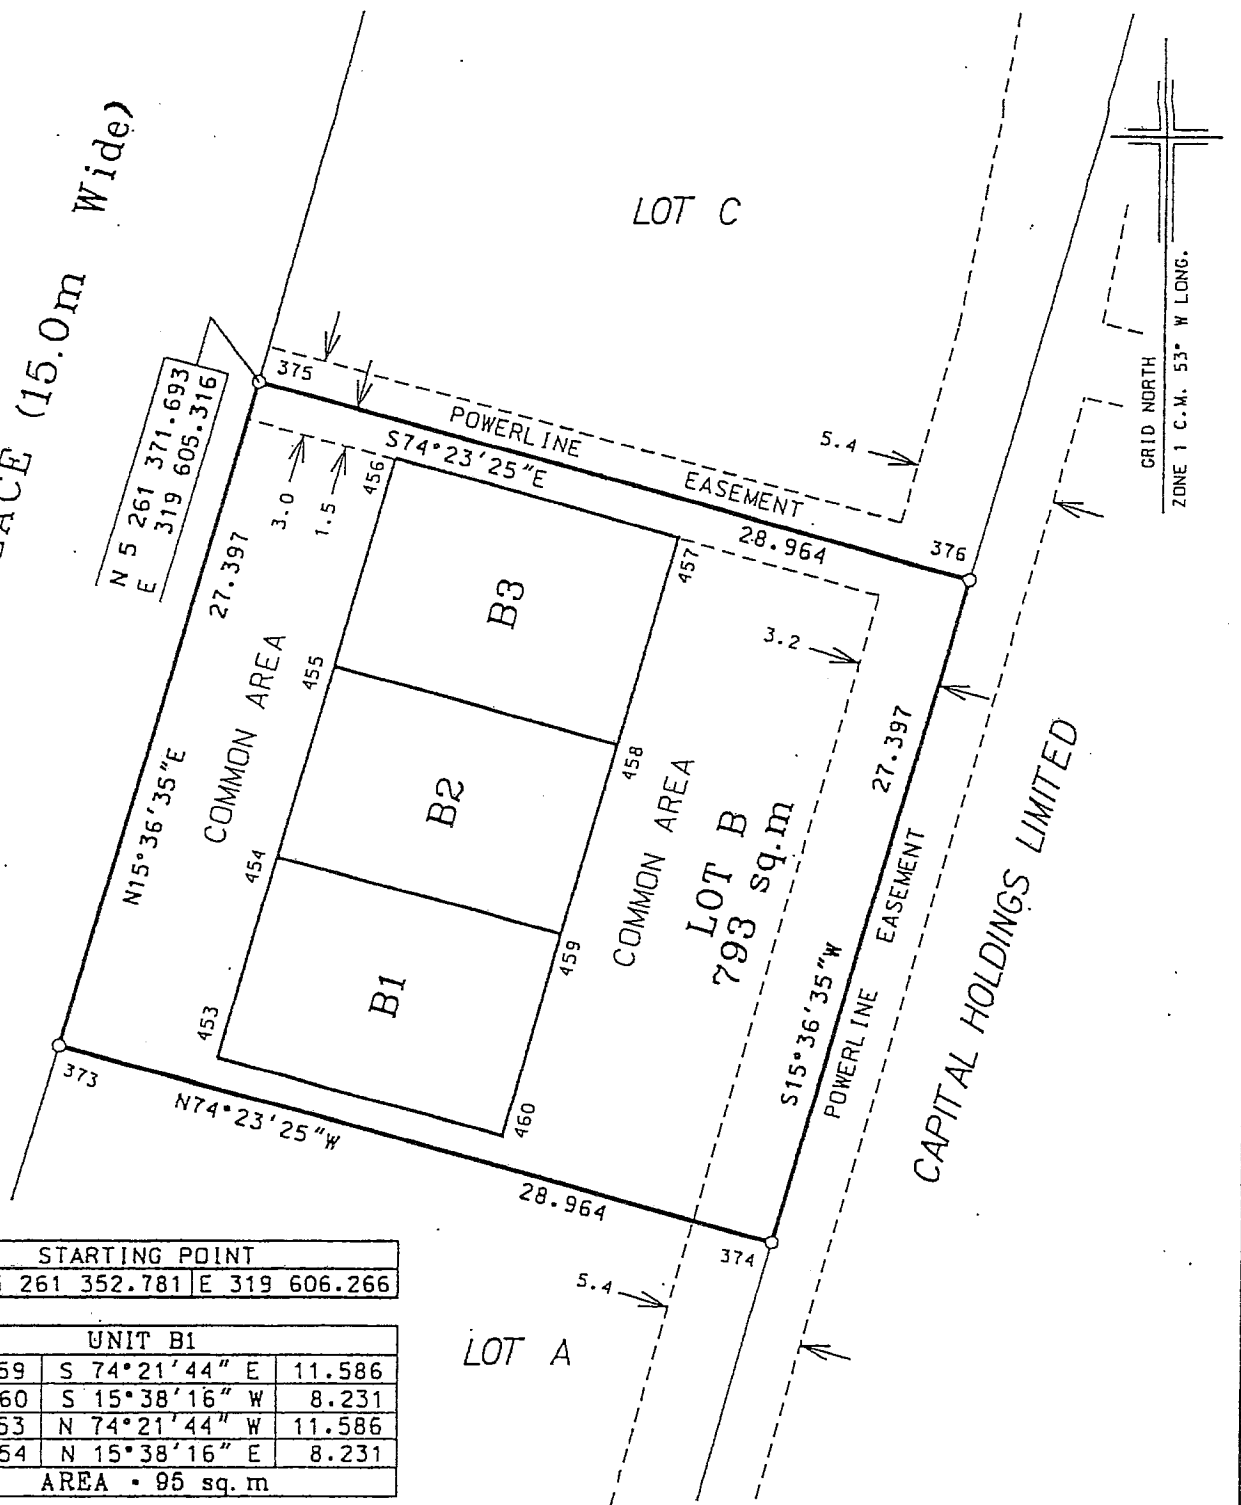 (15.0m Wide)
LOT C
GRID NORTH
ZONE 1 C.M. 53° W LONG.
N 5 261 371.693
E 319 605.316
375
POWERLINE EASEMENT
S74°23'25"E
28.964
376
5.4
3.0
1.5
456
457
27.397
N15°36'35"E
COMMON AREA
B3
455
458
3.2
B2
454
459
COMMON AREA
LOT B
793 sq.m
27.397
S15°36'35"W
POWERLINE EASEMENT
CAPITAL HOLDINGS LIMITED
B1
453
460
373
N74°23'25"W
28.964
374
5.4
LOT A
STARTING POINT
261 352.781 E 319 606.266
UNIT B1
59 S 74°21'44" E 11.586
60 S 15°38'16" W 8.231
53 N 74°21'44" W 11.586
54 N 15°38'16" E 8.231
AREA = 95 sq.m